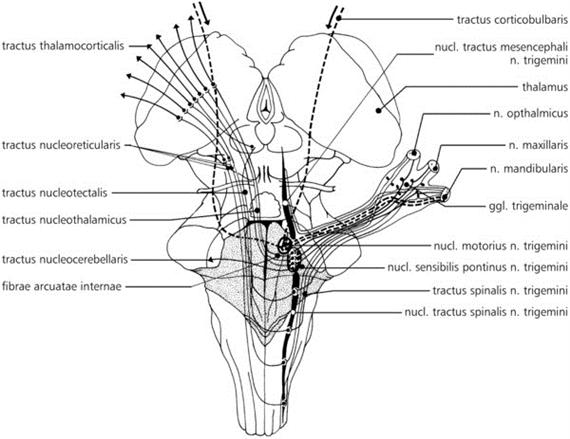 tractus thalamocorticalis
tractus nucleoreticularis
tractus nucleotectalis
tractus nucleothalamicus
tractus nucleocerebellaris
fibrae arcuatae internae
tractus corticobulbaris
nucl. tractus mesencephali
n. trigemini
thalamus
n. opthalmicus
n. maxillaris
n. mandibularis
ggl. trigeminale
nucl. motorius n. trigemini
nucl. sensibilis pontinus n. trigemini
tractus spinalis n. trigemini
nucl. tractus spinalis n. trigemini